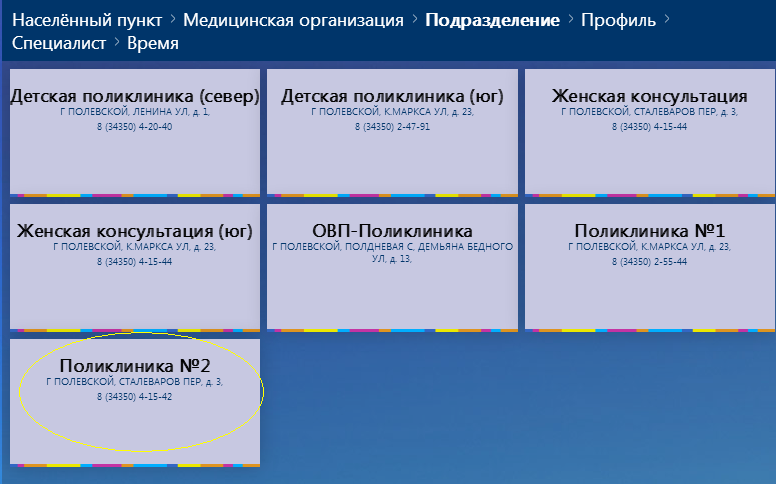 Населённый пункт > Медицинская организация > Подразделение > Профиль >
Специалист > Время
Детская поликлиника (север)
Г ПОЛЕВСКОЙ, ЛЕНИНА УЛ, д. 1,
8 (34350) 4-20-40
Детская поликлиника (юг)
Г ПОЛЕВСКОЙ, К.МАРКСА УЛ, д. 23,
8 (34350) 2-47-91
Женская консультация
Г ПОЛЕВСКОЙ, СТАЛЕВАРОВ ПЕР, д. 3,
8 (34350) 4-15-44
Женская консультация (юг)
Г ПОЛЕВСКОЙ, К.МАРКСА УЛ, д. 23,
8 (34350) 4-15-44
ОВП-Поликлиника
Г ПОЛЕВСКОЙ, ПОЛДНЕВАЯ С, ДЕМЬЯНА БЕДНОГО
УЛ, д. 13,
Поликлиника №1
Г ПОЛЕВСКОЙ, К.МАРКСА УЛ, д. 23,
8 (34350) 2-55-44
Поликлиника №2
Г ПОЛЕВСКОЙ, СТАЛЕВАРОВ ПЕР, д. 3,
8 (34350) 4-15-42